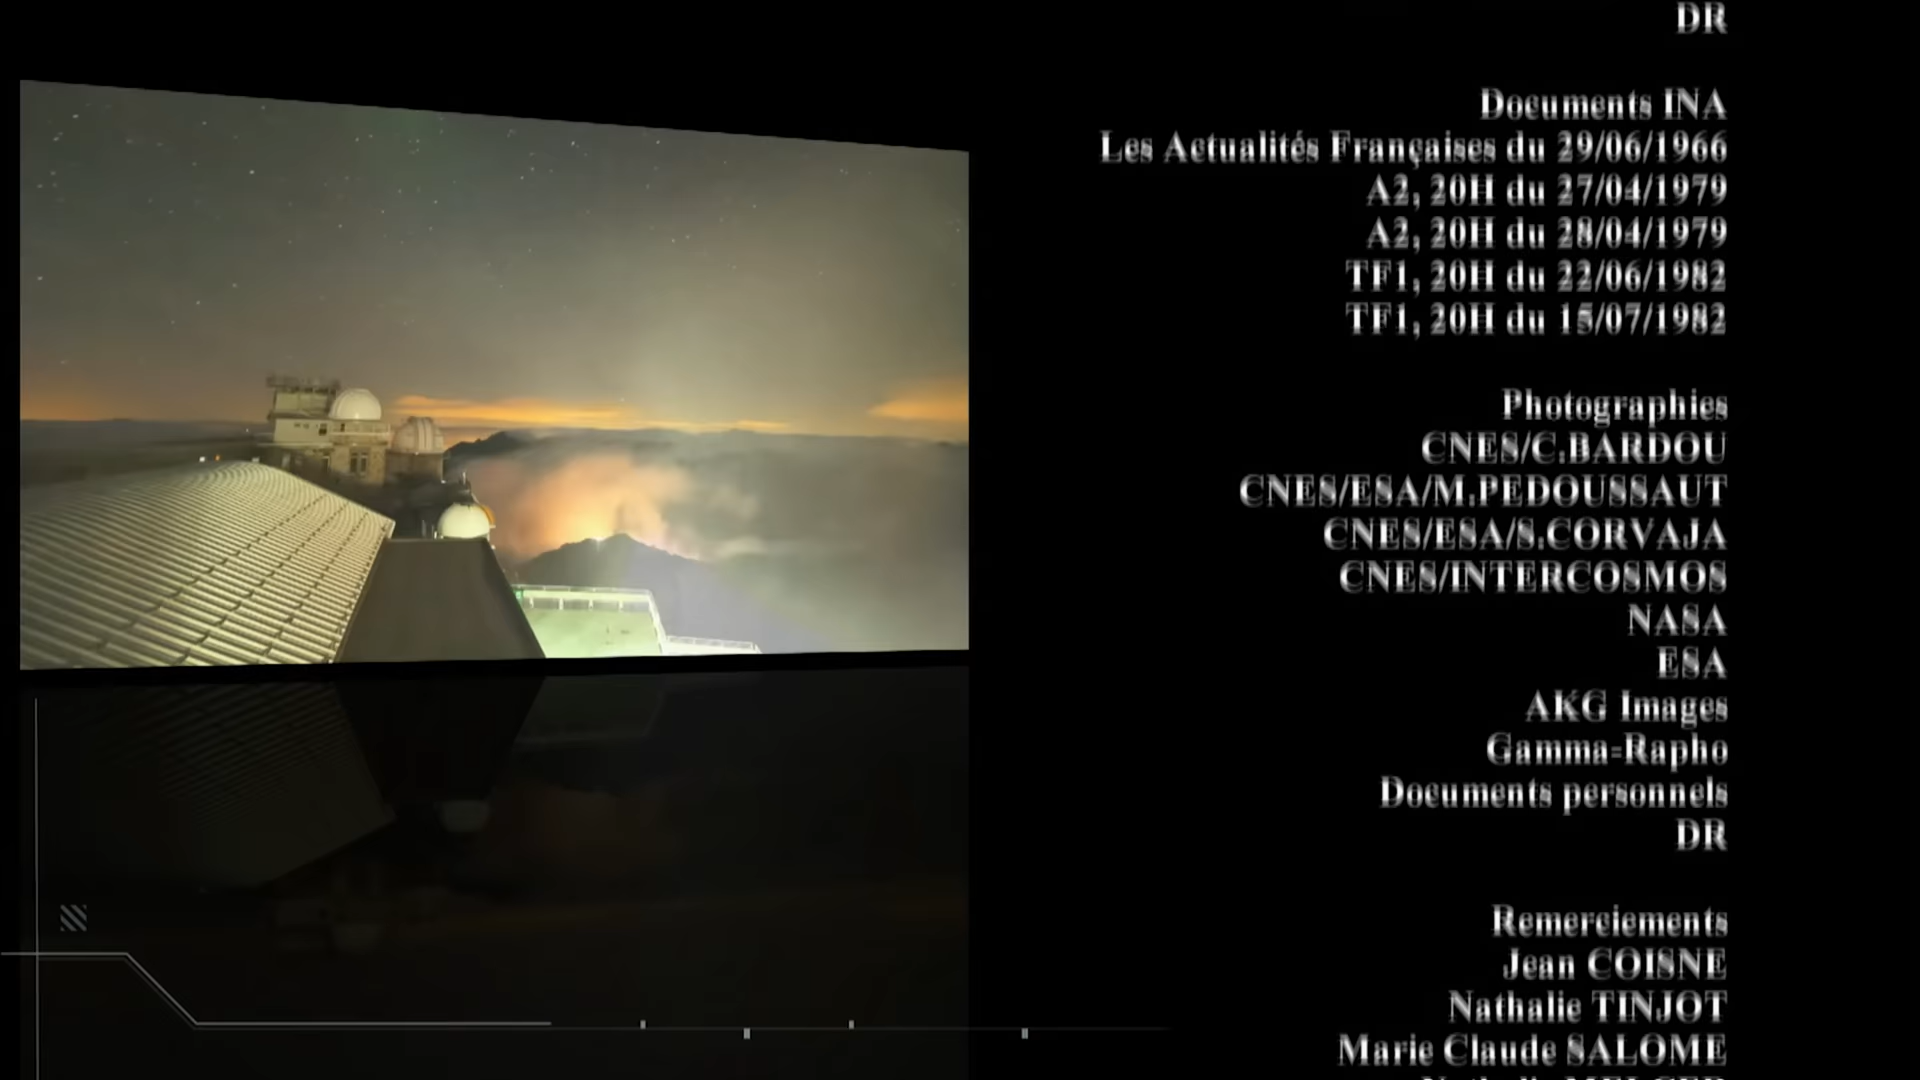 DR
Documents INA
Les Actualités Françaises du 29/06/1966
A2, 20H du 27/04/1979
A2, 20H du 28/04/1979
TF1, 20H du 22/06/1982
TF1, 20H du 15/07/1982
Photographies
CNES/C.BARDOU
CNES/ESA/M.PEDOUSSAUT
CNES/ESA/S.CORVAJA
CNES/INTERCOSMOS
NASA
ESA
AKG Images
Gamma-Rapho
Documents personnels
DR
Remerciements
Jean COISNE
Nathalie TINJOT
Marie Claude SALOME